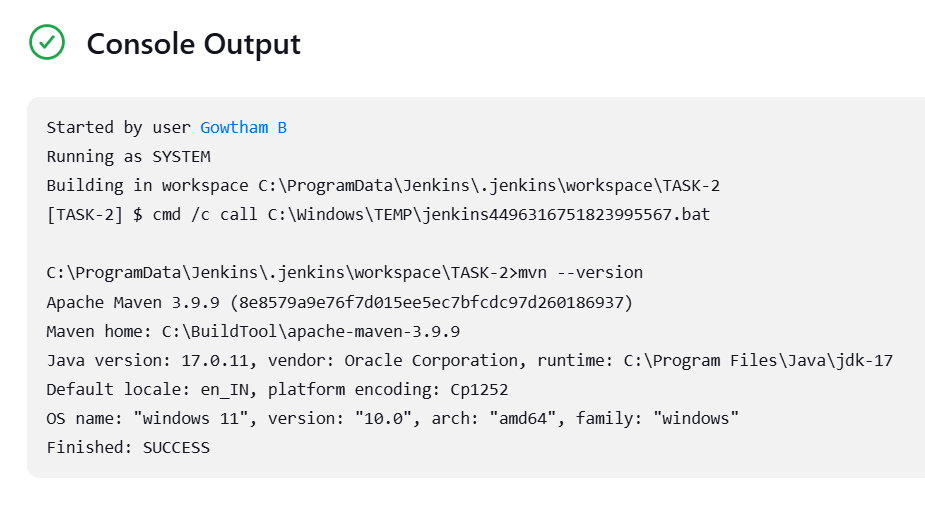 Console Output
Started by user Gowtham B
Running as SYSTEM
Building in workspace C:\ProgramData\Jenkins\.jenkins\workspace\TASK-2
[TASK-2] $ cmd /c call C:\Windows\TEMP\jenkins4496316751823995567.bat

C:\ProgramData\Jenkins\.jenkins\workspace\TASK-2>mvn --version
Apache Maven 3.9.9 (8e8579a9e76f7d015ee5ec7bfcdc97d260186937)
Maven home: C:\BuildTool\apache-maven-3.9.9
Java version: 17.0.11, vendor: Oracle Corporation, runtime: C:\Program Files\Java\jdk-17
Default locale: en_IN, platform encoding: Cp1252
OS name: "windows 11", version: "10.0", arch: "amd64", family: "windows"
Finished: SUCCESS